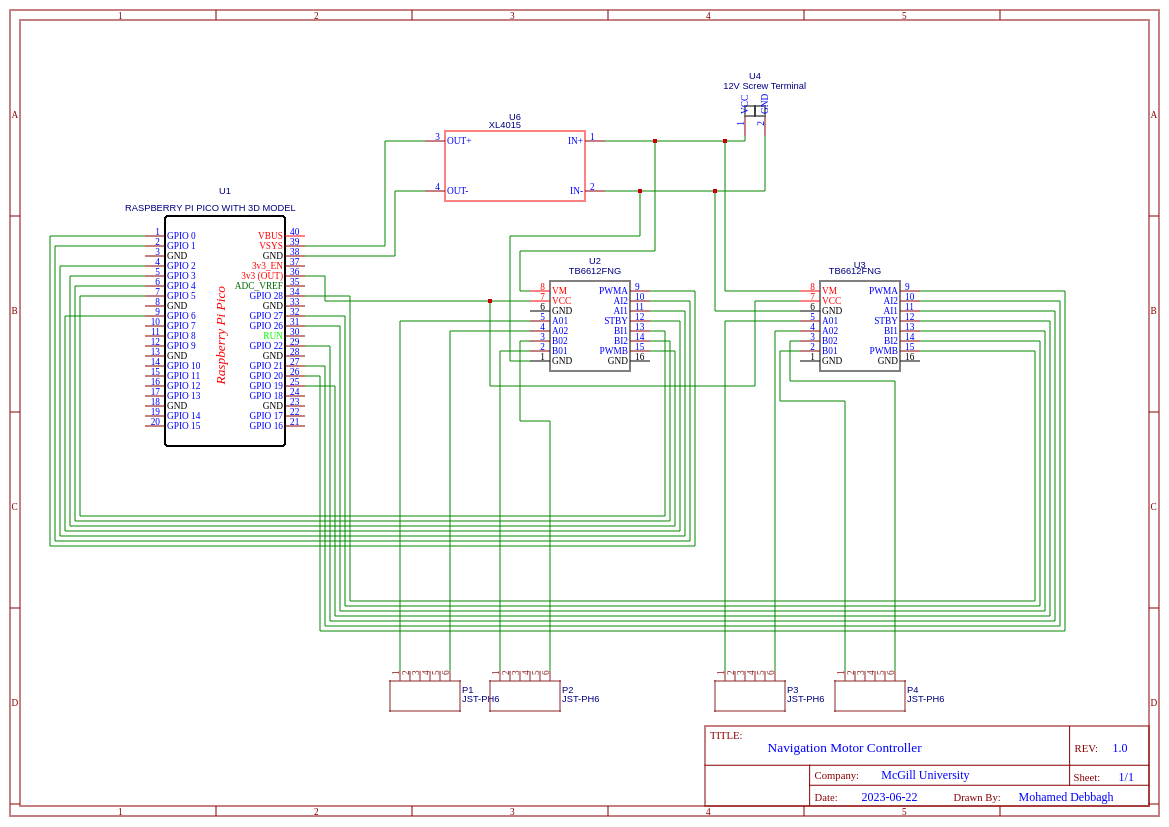 1 2 3 4 5
A A
B B
C C
D D
U4
12V Screw Terminal
VCC GND
1 2
U6
XL4015
3 OUT+ IN+ 1
4 OUT- IN- 2
U1
RASPBERRY PI PICO WITH 3D MODEL
Raspberry Pi Pico
1 GPIO 0 VBUS 40
2 GPIO 1 VSYS 39
3 GND GND 38
4 GPIO 2 3v3_EN 37
5 GPIO 3 3v3 (OUT) 36
6 GPIO 4 ADC_VREF 35
7 GPIO 5 GPIO 28 34
8 GND GND 33
9 GPIO 6 GPIO 27 32
10 GPIO 7 GPIO 26 31
11 GPIO 8 RUN 30
12 GPIO 9 GPIO 22 29
13 GND GND 28
14 GPIO 10 GPIO 21 27
15 GPIO 11 GPIO 20 26
16 GPIO 12 GPIO 19 25
17 GPIO 13 GPIO 18 24
18 GND GND 23
19 GPIO 14 GPIO 17 22
20 GPIO 15 GPIO 16 21
U2
TB6612FNG
8 VM PWMA 9
7 VCC AI2 10
6 GND AI1 11
5 A01 STBY 12
4 A02 BI1 13
3 B02 BI2 14
2 B01 PWMB 15
1 GND GND 16
U3
TB6612FNG
8 VM PWMA 9
7 VCC AI2 10
6 GND AI1 11
5 A01 STBY 12
4 A02 BI1 13
3 B02 BI2 14
2 B01 PWMB 15
1 GND GND 16
1 2 3 4 5 6
P1
JST-PH6
1 2 3 4 5 6
P2
JST-PH6
1 2 3 4 5 6
P3
JST-PH6
1 2 3 4 5 6
P4
JST-PH6
TITLE:
Navigation Motor Controller
REV: 1.0
Company: McGill University
Sheet: 1/1
Date: 2023-06-22
Drawn By: Mohamed Debbagh
1 2 3 4 5